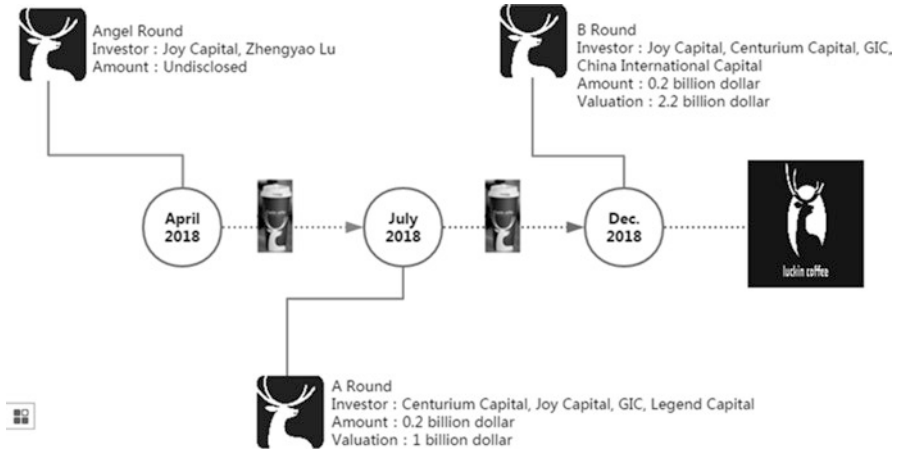 Angel Round
Investor : Joy Capital, Zhengyao Lu
Amount : Undisclosed
B Round
Investor : Joy Capital, Centurium Capital, GIC,
China International Capital
Amount : 0.2 billion dollar
Valuation : 2.2 billion dollar
April
2018
July
2018
Dec.
2018
luckin coffee
A Round
Investor : Centurium Capital, Joy Capital, GIC, Legend Capital
Amount : 0.2 billion dollar
Valuation : 1 billion dollar